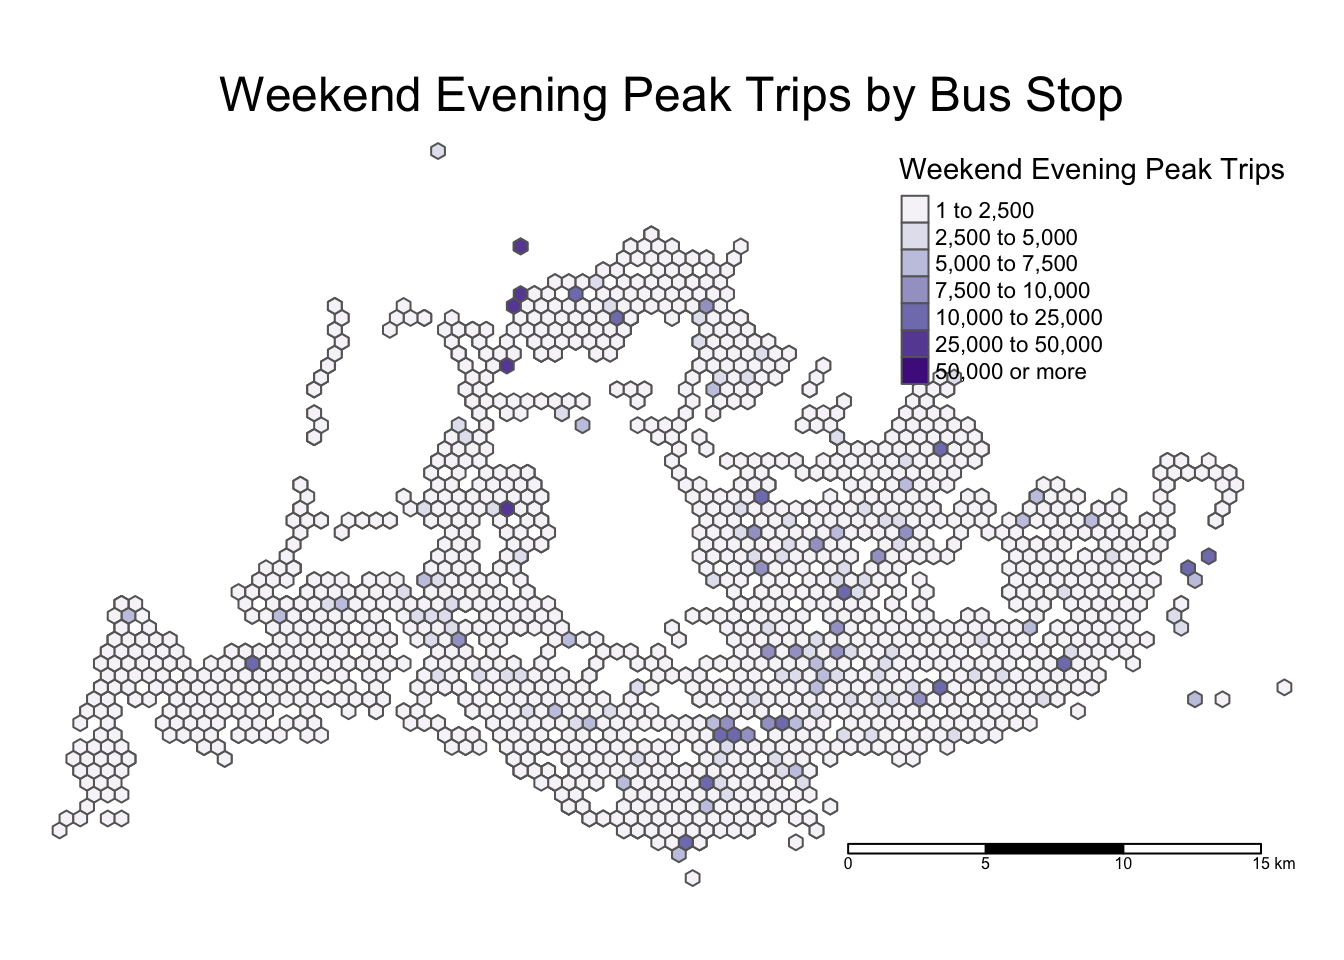 Weekend Evening Peak Trips by Bus Stop
Weekend Evening Peak Trips
1 to 2,500
2,500 to 5,000
5,000 to 7,500
7,500 to 10,000
10,000 to 25,000
25,000 to 50,000
50,000 or more
0 5 10 15 km